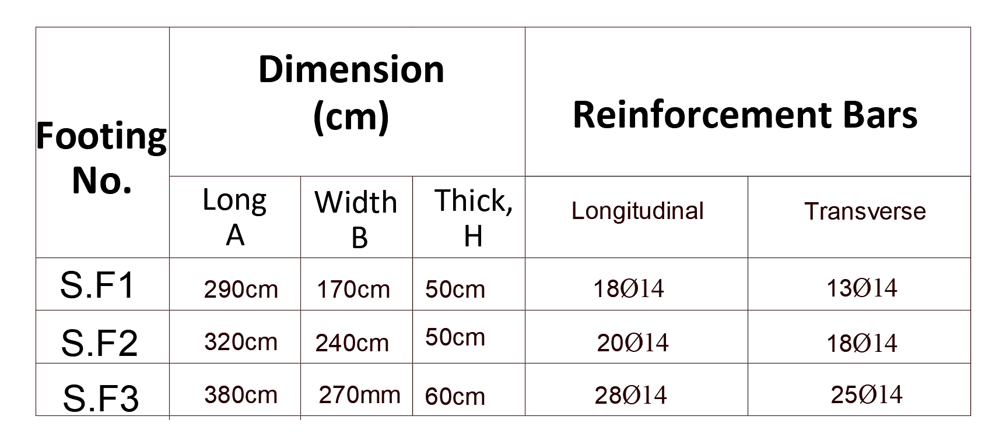 Footing
No.
Dimension
(cm)
Reinforcement Bars
Long
A
Width
B
Thick,
H
Longitudinal
Transverse
S.F1 290cm 170cm 50cm 18Ø14 13Ø14
S.F2 320cm 240cm 50cm 20Ø14 18Ø14
S.F3 380cm 270mm 60cm 28Ø14 25Ø14